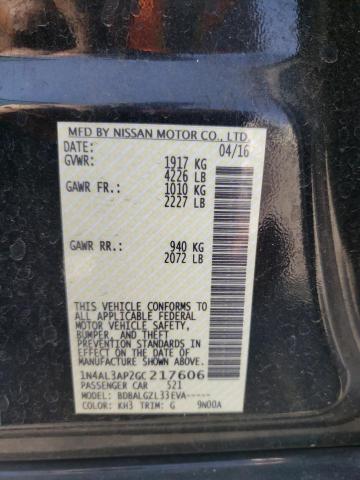 MFD BY NISSAN MOTOR CO., LTD.
DATE: 04/16
GVWR: 1917 KG
4226 LB
GAWR FR.: 1010 KG
2227 LB
GAWR RR.: 940 KG
2072 LB
THIS VEHICLE CONFORMS TO
ALL APPLICABLE FEDERAL
MOTOR VEHICLE SAFETY,
BUMPER, AND THEFT
PREVENTION STANDARDS IN
EFFECT ON THE DATE OF
MANUFACTURE SHOWN ABOVE.
1N4AL3AP2GC217606
PASSENGER CAR S21
MODEL: BDBALGZL33EVA-----
COLOR: KH3 TRIM: G 9N00A